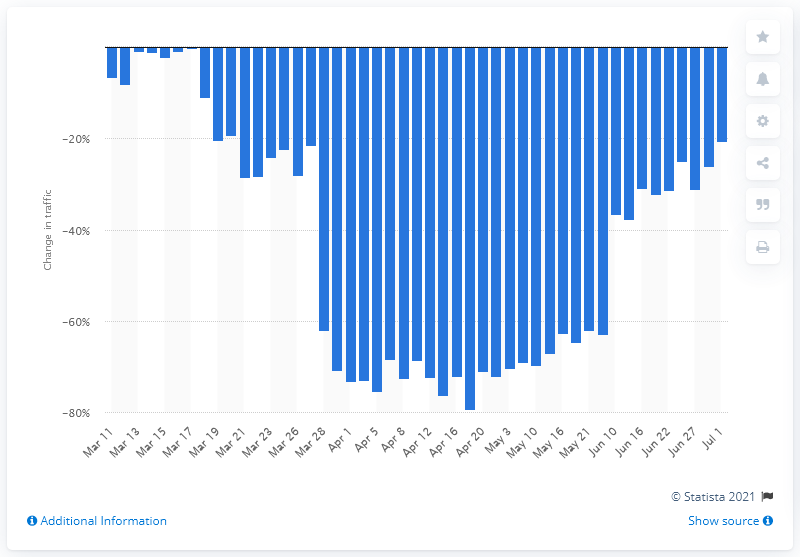 Change in traffic
−20%
−40%
−60%
−80%
Mar 11
Mar 13
Mar 15
Mar 17
Mar 19
Mar 21
Mar 23
Mar 26
Mar 28
Apr 1
Apr 5
Apr 8
Apr 12
Apr 16
Apr 20
May 3
May 10
May 16
May 21
Jun 10
Jun 16
Jun 22
Jun 27
Jul 1
© Statista 2021
Additional Information
Show source